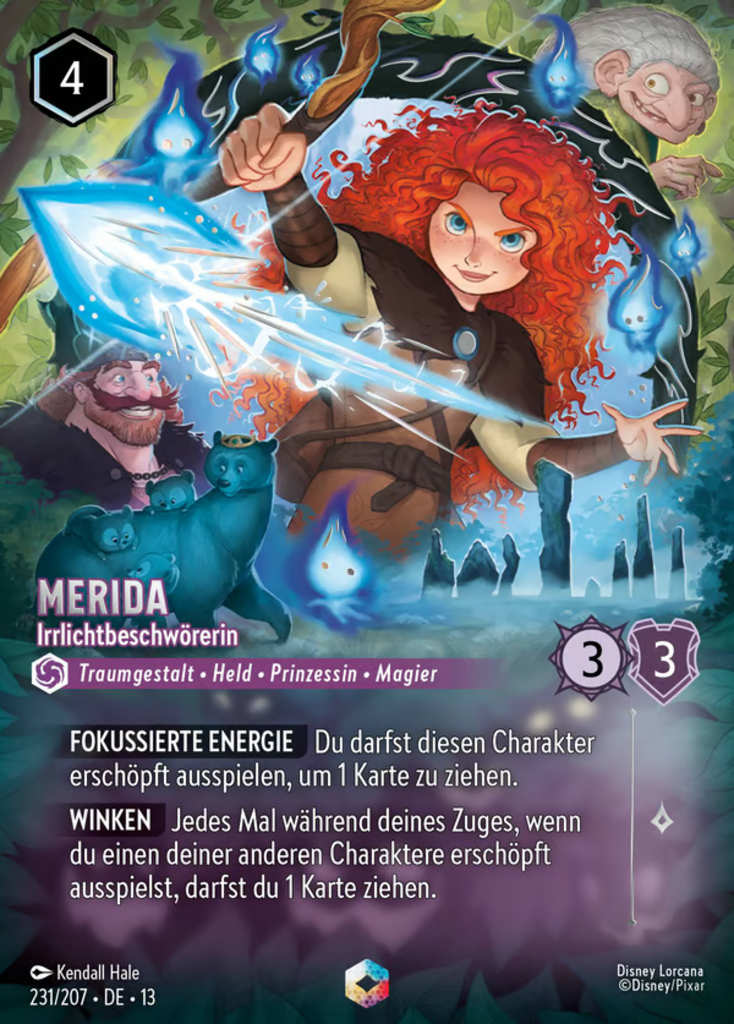 4
MERIDA
Irrlichtbeschwörerin
Traumgestalt • Held • Prinzessin • Magier
3 3
FOKUSSIERTE ENERGIE Du darfst diesen Charakter
erschöpft ausspielen, um 1 Karte zu ziehen.
WINKEN Jedes Mal während deines Zuges, wenn
du einen deiner anderen Charaktere erschöpft
ausspielst, darfst du 1 Karte ziehen.
Kendall Hale
231/207 • DE • 13
Disney Lorcana
©Disney/Pixar